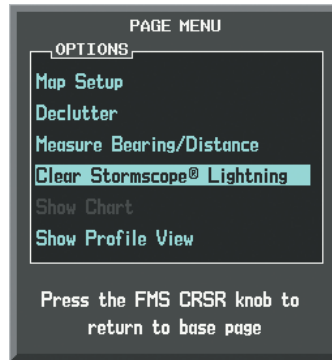 PAGE MENU
OPTIONS
Map Setup
Declutter
Measure Bearing/Distance
Clear Stormscope® Lightning
Show Chart
Show Profile View
Press the FMS CRSR knob to
return to base page